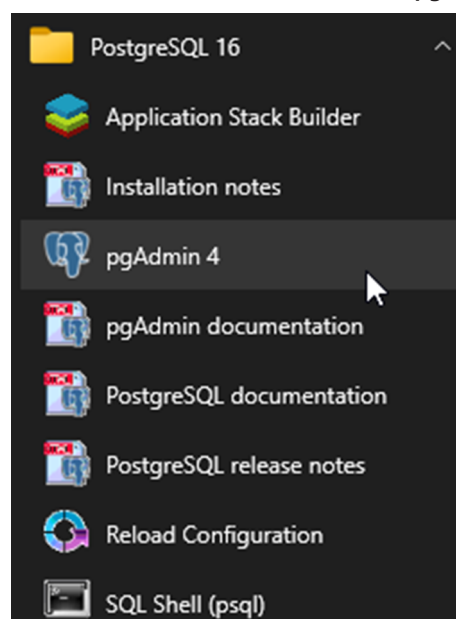 PostgreSQL 16
Application Stack Builder
Installation notes
pgAdmin 4
pgAdmin documentation
PostgreSQL documentation
PostgreSQL release notes
Reload Configuration
SQL Shell (psql)